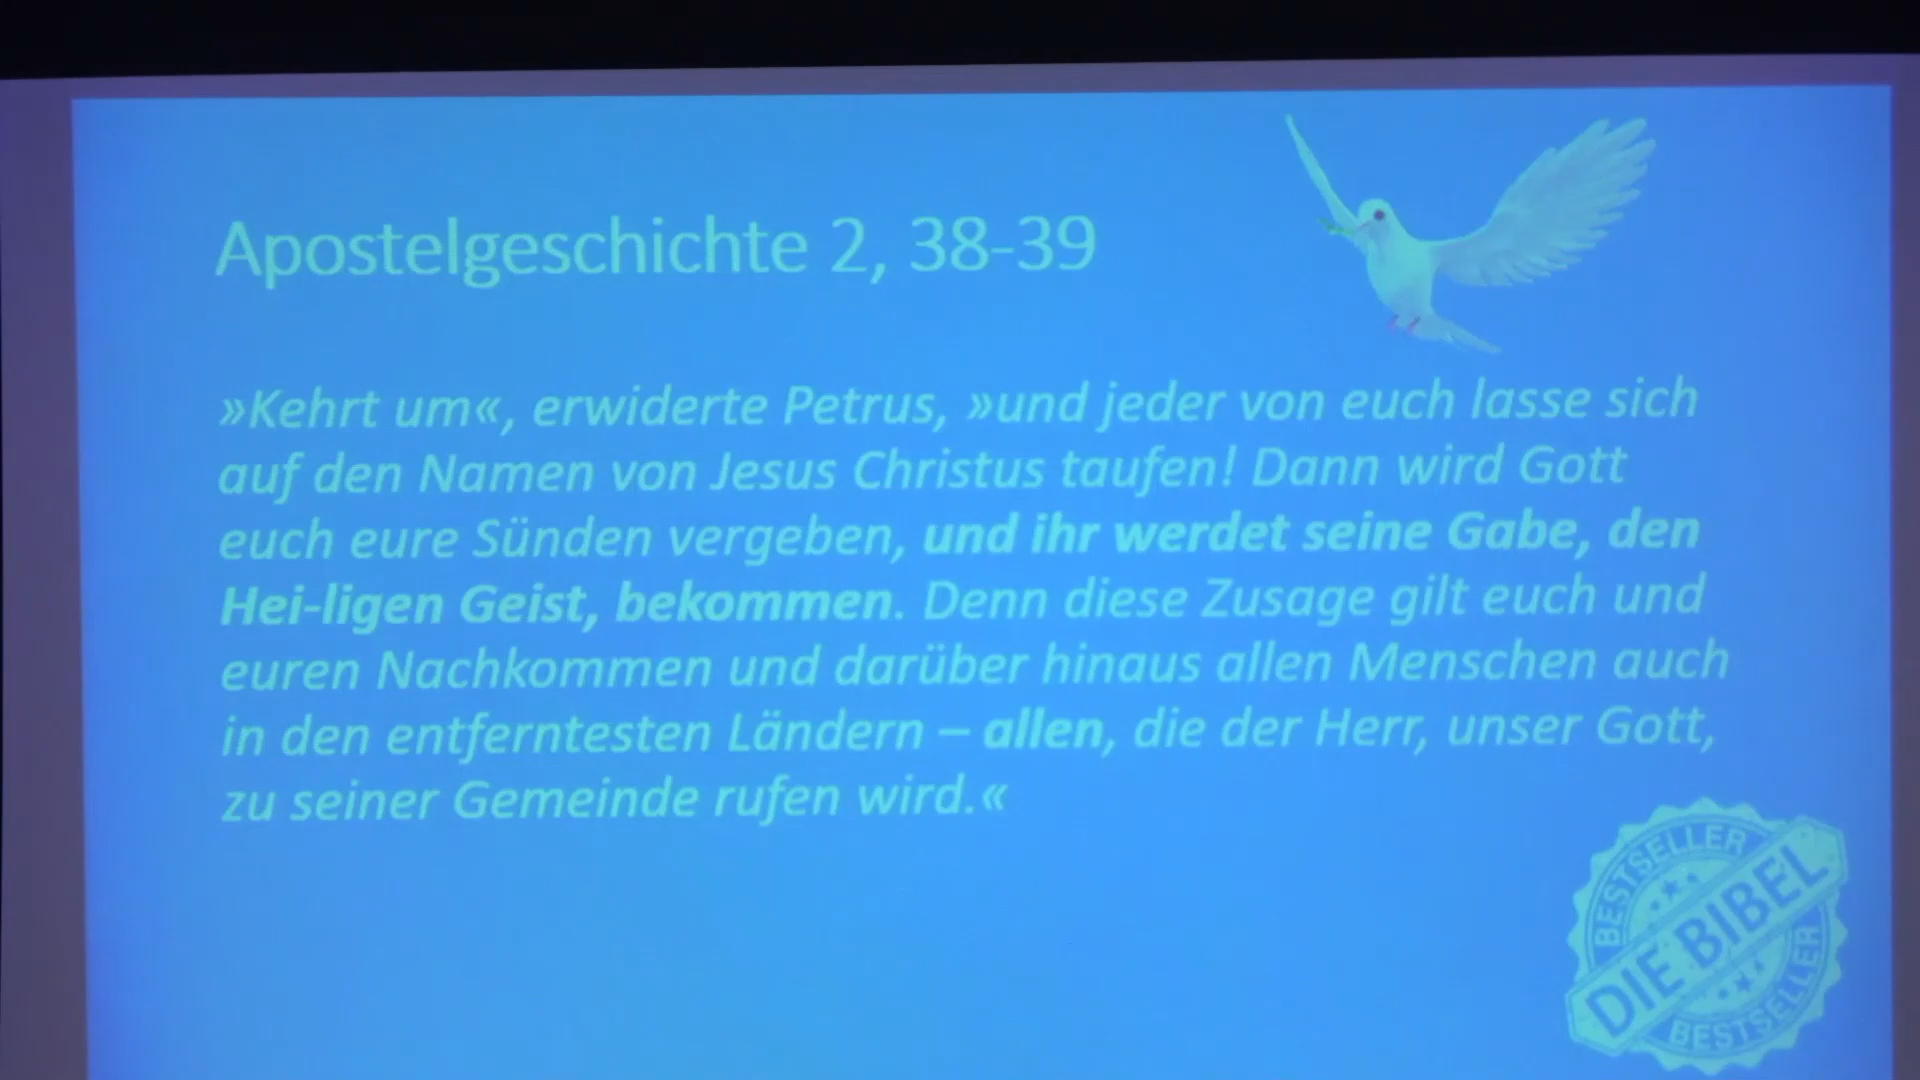 Apostelgeschichte 2, 38-39
»Kehrt um«, erwiderte Petrus, »und jeder von euch lasse sich
auf den Namen von Jesus Christus taufen! Dann wird Gott
euch eure Sünden vergeben, und ihr werdet seine Gabe, den
Hei-ligen Geist, bekommen. Denn diese Zusage gilt euch und
euren Nachkommen und darüber hinaus allen Menschen auch
in den entferntesten Ländern – allen, die der Herr, unser Gott,
zu seiner Gemeinde rufen wird.«
BESTSELLER
DIE BIBEL
BESTSELLER